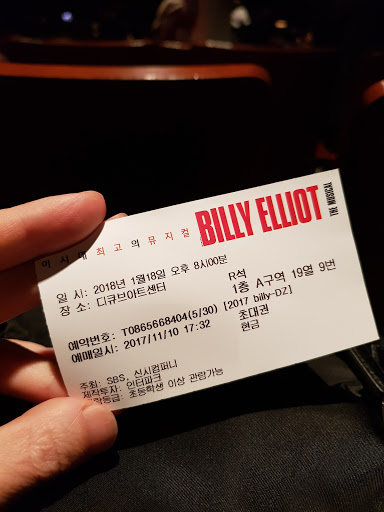 이 시대 최고의 뮤지컬 BILLY ELLIOT THE MUSICAL
일 시: 2018년 1월18일 오후 8시00분
장 소: 디큐브아트센터
R석
1층 A구역 19열 9번
예약번호: T0865668404(5/30) [2017 billy-DZ]
예매일시: 2017/11/10 17:32
초대권
현금
주최: SBS, 신시컴퍼니
제작투자: 인터파크
관람등급: 초등학생 이상 관람가능